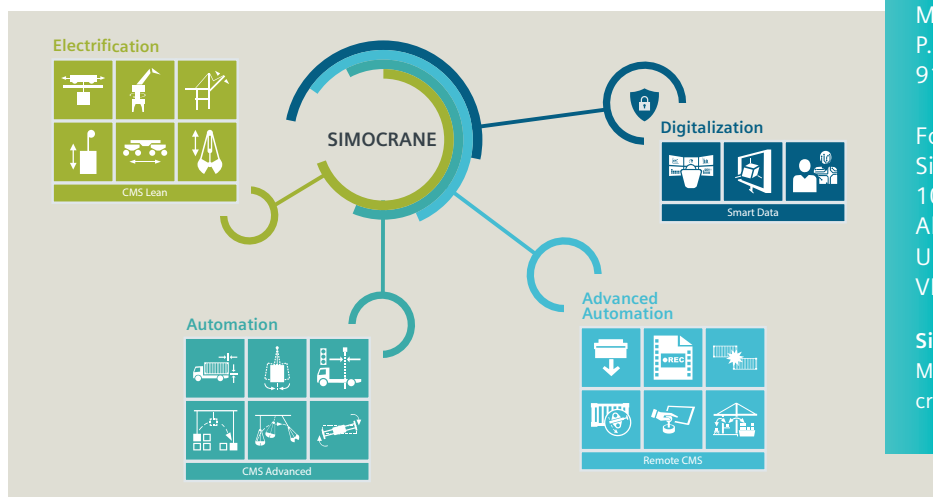 Electrification
CMS Lean
SIMOCRANE
Digitalization
Smart Data
Automation
CMS Advanced
Advanced
Automation
REC
Remote CMS
P.